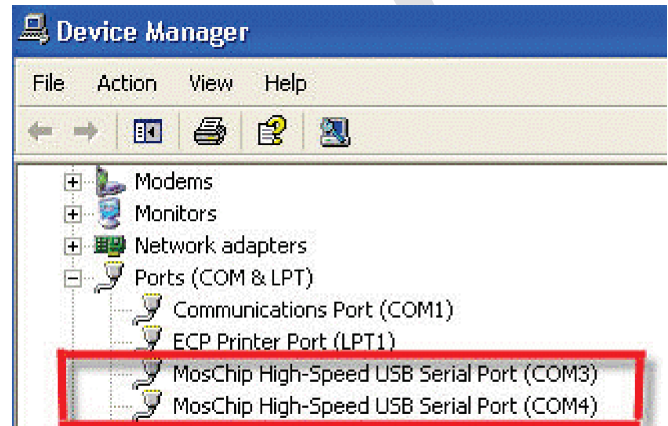 Device Manager
File Action View Help
Modems
Monitors
Network adapters
Ports (COM & LPT)
Communications Port (COM1)
ECP Printer Port (LPT1)
MosChip High-Speed USB Serial Port (COM3)
MosChip High-Speed USB Serial Port (COM4)